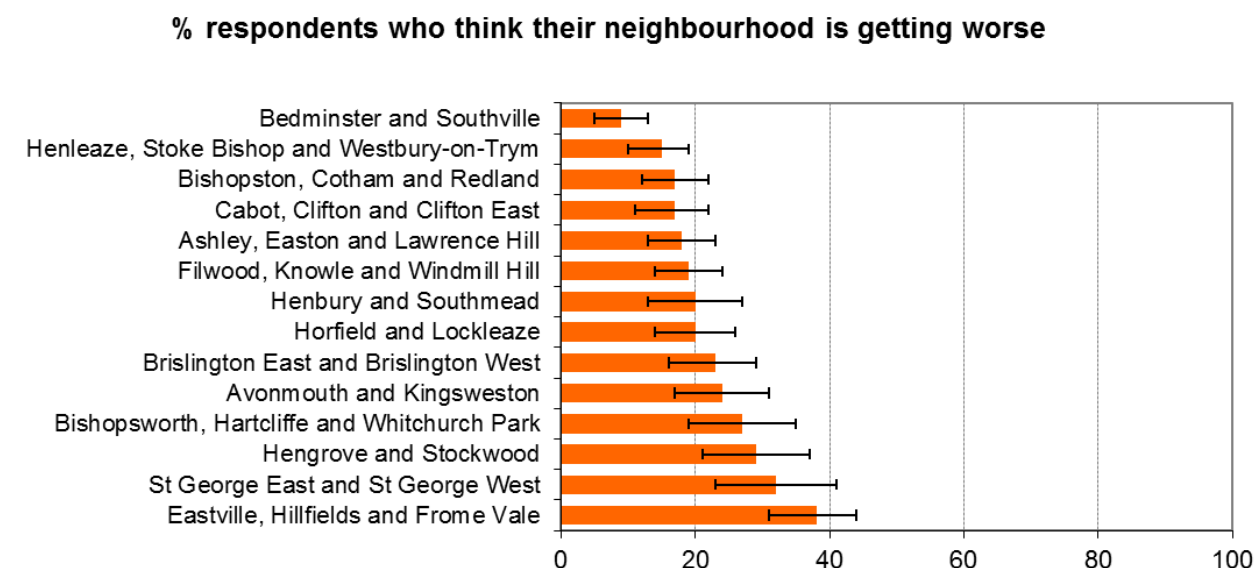 % respondents who think their neighbourhood is getting worse
Bedminster and Southville
Henleaze, Stoke Bishop and Westbury-on-Trym
Bishopston, Cotham and Redland
Cabot, Clifton and Clifton East
Ashley, Easton and Lawrence Hill
Filwood, Knowle and Windmill Hill
Henbury and Southmead
Horfield and Lockleaze
Brislington East and Brislington West
Avonmouth and Kingsweston
Bishopsworth, Hartcliffe and Whitchurch Park
Hengrove and Stockwood
St George East and St George West
Eastville, Hillfields and Frome Vale
0 20 40 60 80 100